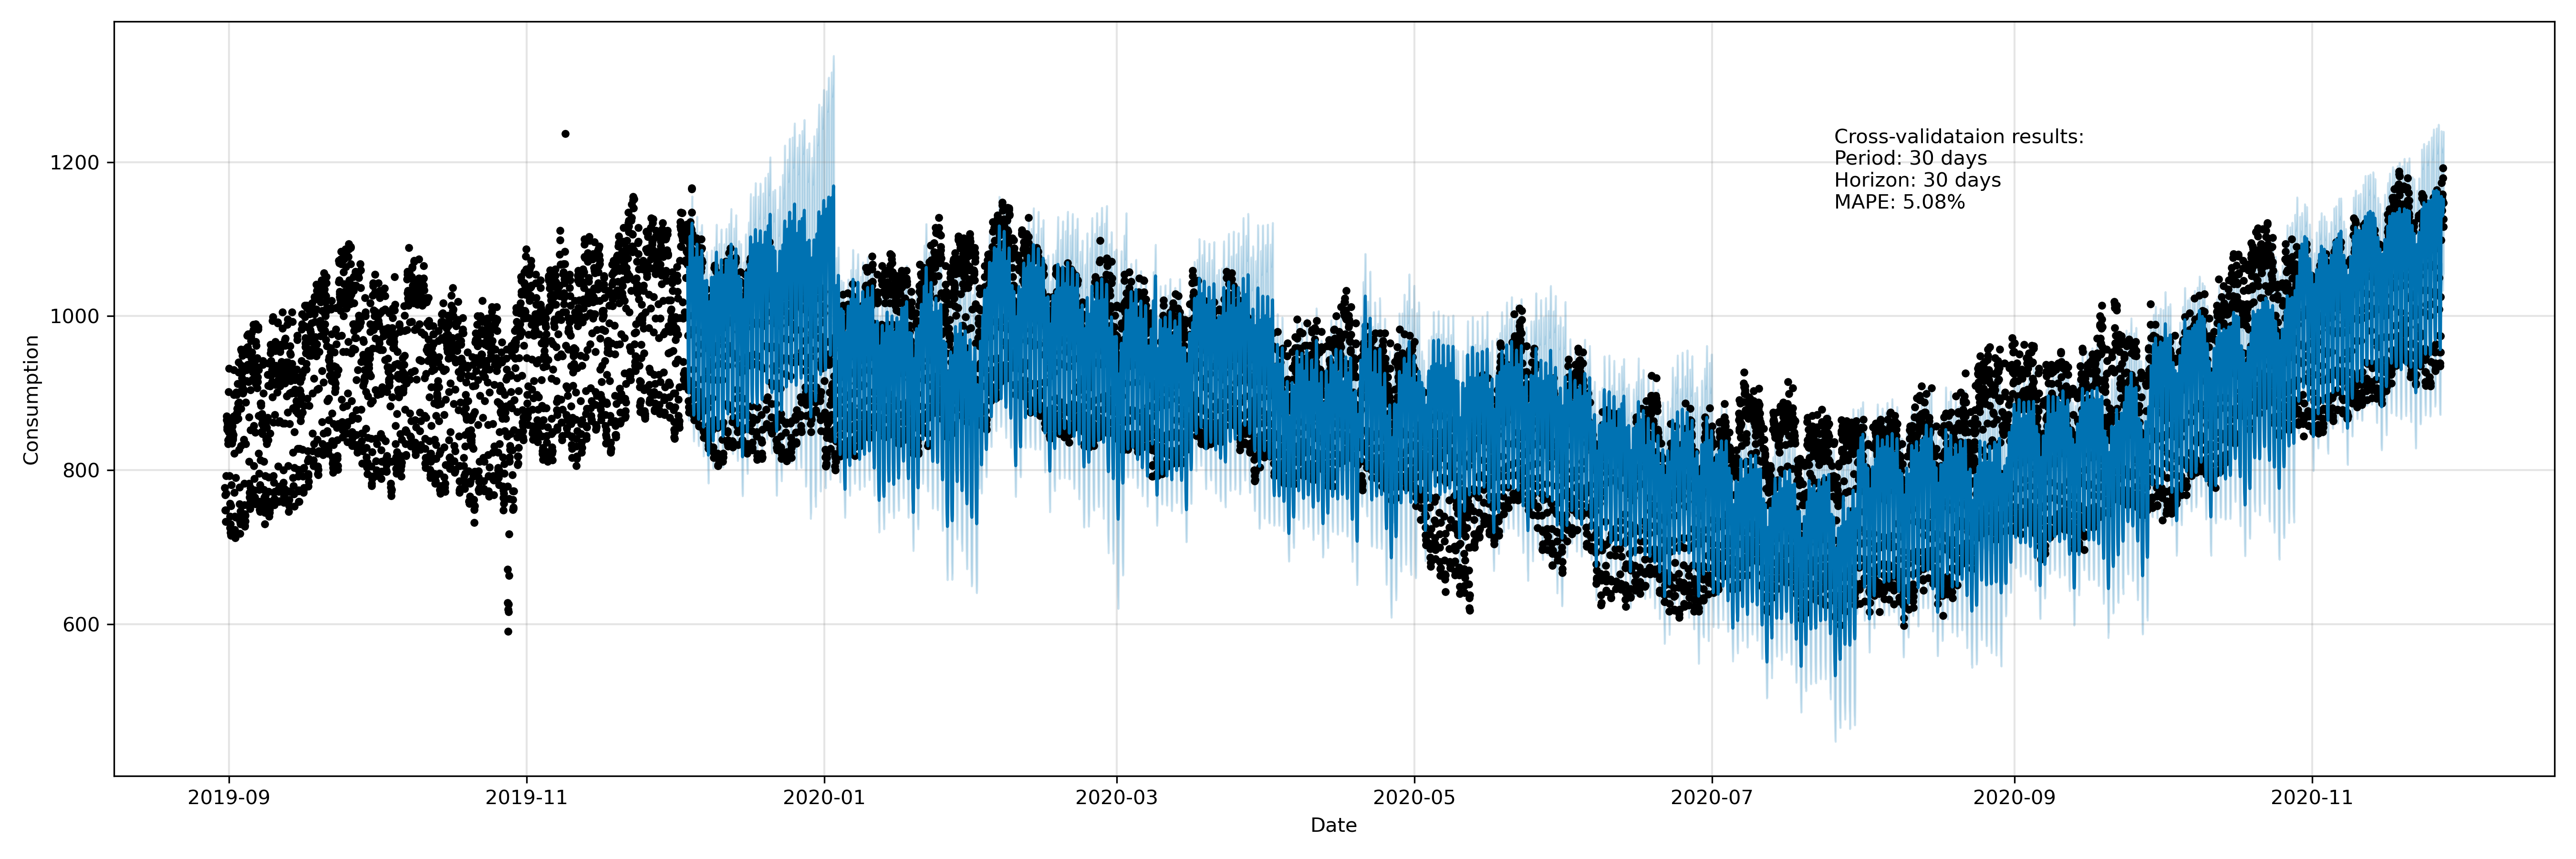 1200
1000
800
600
Consumption
Cross-validataion results:
Period: 30 days
Horizon: 30 days
MAPE: 5.08%
2019-09
2019-11
2020-01
2020-03
2020-05
2020-07
2020-09
2020-11
Date